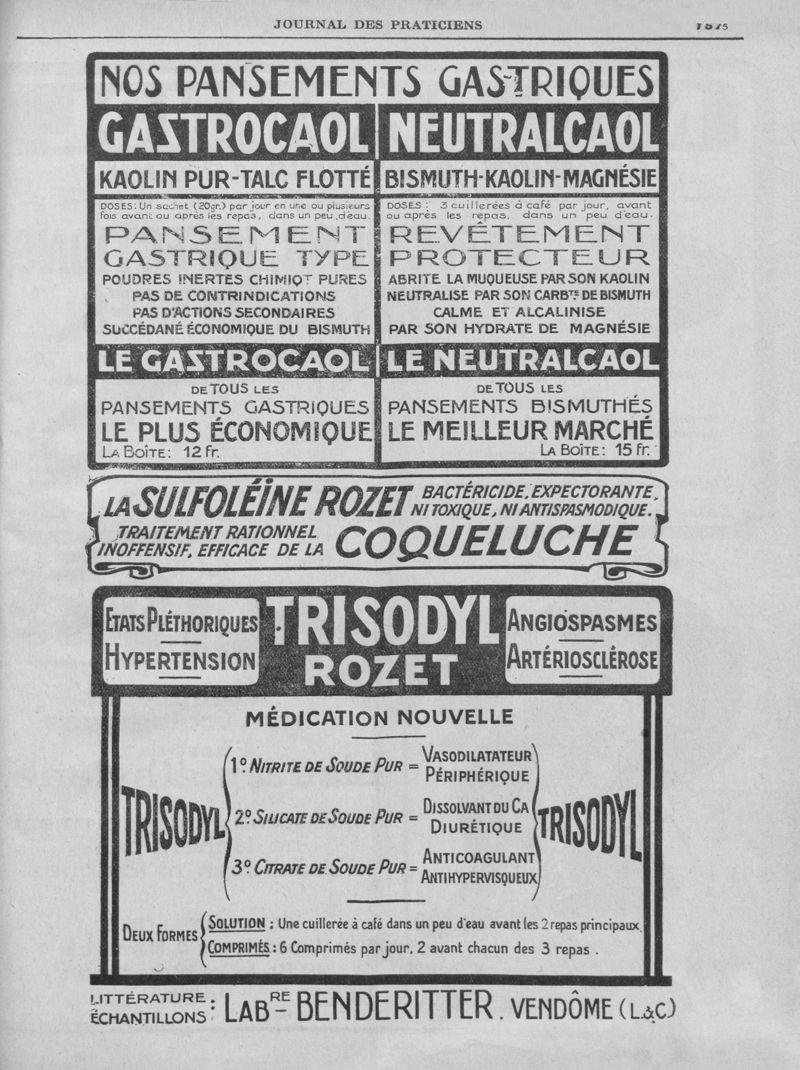 JOURNAL DES PRATICIENS
NOS PANSEMENTS GASTRIQUES
GASTROCAOL
KAOLIN PUR-TALC FLOTTÉ
DOSES: Un sachet (20gr.) par jour en une ou plusieurs
fois avant ou après les repas, dans un peu d'eau.
PANSEMENT
GASTRIQUE TYPE
POUDRES INERTES CHIMIQT PURES
PAS DE CONTRINDICATIONS
PAS D'ACTIONS SECONDAIRES
SUCCÉDANÉ ÉCONOMIQUE DU BISMUTH
LE GASTROCAOL
DE TOUS LES
PANSEMENTS GASTRIQUES
LE PLUS ÉCONOMIQUE
LA BOÎTE: 12 fr.
NEUTRALCAOL
BISMUTH-KAOLIN-MAGNÉSIE
DOSES: 3 cuillerées à café par jour, avant
ou après les repas, dans un peu d'eau.
REVÊTEMENT
PROTECTEUR
ABRITE LA MUQUEUSE PAR SON KAOLIN
NEUTRALISE PAR SON CARBTE DE BISMUTH
CALME ET ALCALINISE
PAR SON HYDRATE DE MAGNÉSIE
LE NEUTRALCAOL
DE TOUS LES
PANSEMENTS BISMUTHÉS
LE MEILLEUR MARCHÉ
LA BOÎTE: 15 fr.
LA SULFOLÉÏNE ROZET BACTÉRICIDE, EXPECTORANTE,
NI TOXIQUE, NI ANTISPASMODIQUE.
TRAITEMENT RATIONNEL
INOFFENSIF, EFFICACE DE LA COQUELUCHE
ETATS PLÉTHORIQUES
HYPERTENSION
TRISODYL
ROZET
ANGIOSPASMES
ARTÉRIOSCLÉROSE
MÉDICATION NOUVELLE
TRISODYL
1º NITRITE DE SOUDE PUR = VASODILATATEUR
PÉRIPHÉRIQUE
2º SILICATE DE SOUDE PUR = DISSOLVANT DU CA
DIURÉTIQUE
3º CITRATE DE SOUDE PUR = ANTICOAGULANT
ANTIHYPERVISQUEUX
TRISODYL
DEUX FORMES
SOLUTION : Une cuillerée à café dans un peu d'eau avant les 2 repas principaux.
COMPRIMÉS : 6 Comprimés par jour, 2 avant chacun des 3 repas .
LITTÉRATURE :
ÉCHANTILLONS :
LABRE BENDERITTER. VENDÔME (L.&C.)